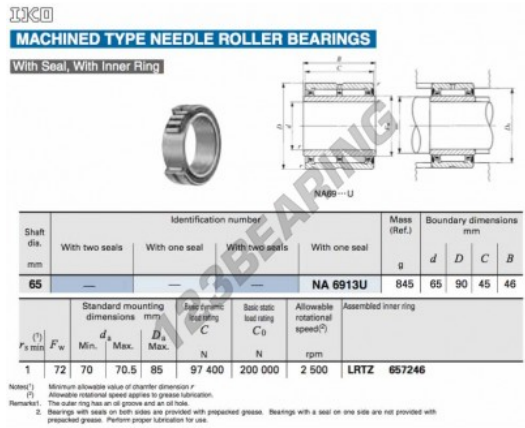 IKO
MACHINED TYPE NEEDLE ROLLER BEARINGS
With Seal, With Inner Ring
B
C
D
d
r
Fw
Da
da
NA69···U
123BEARING
Shaft dia. mm
Identification number
With two seals
With one seal
With two seals
With one seal
Mass (Ref.) g
Boundary dimensions mm
d D C B
65 — — — NA 6913U 845 65 90 45 46
rs min (1)
Fw
Standard mounting dimensions mm
da
Min. Max.
Da
Max.
Basic dynamic load rating C N
Basic static load rating C0 N
Allowable rotational speed(2) rpm
Assembled inner ring
1 72 70 70.5 85 97 400 200 000 2 500 LRTZ 657246
Notes(1) Minimum allowable value of chamfer dimension r
(2) Allowable rotational speed applies to grease lubrication.
Remarks1. The outer ring has an oil groove and an oil hole.
2. Bearings with seals on both sides are provided with prepacked grease. Bearings with a seal on one side are not provided with
prepacked grease. Perform proper lubrication for use.